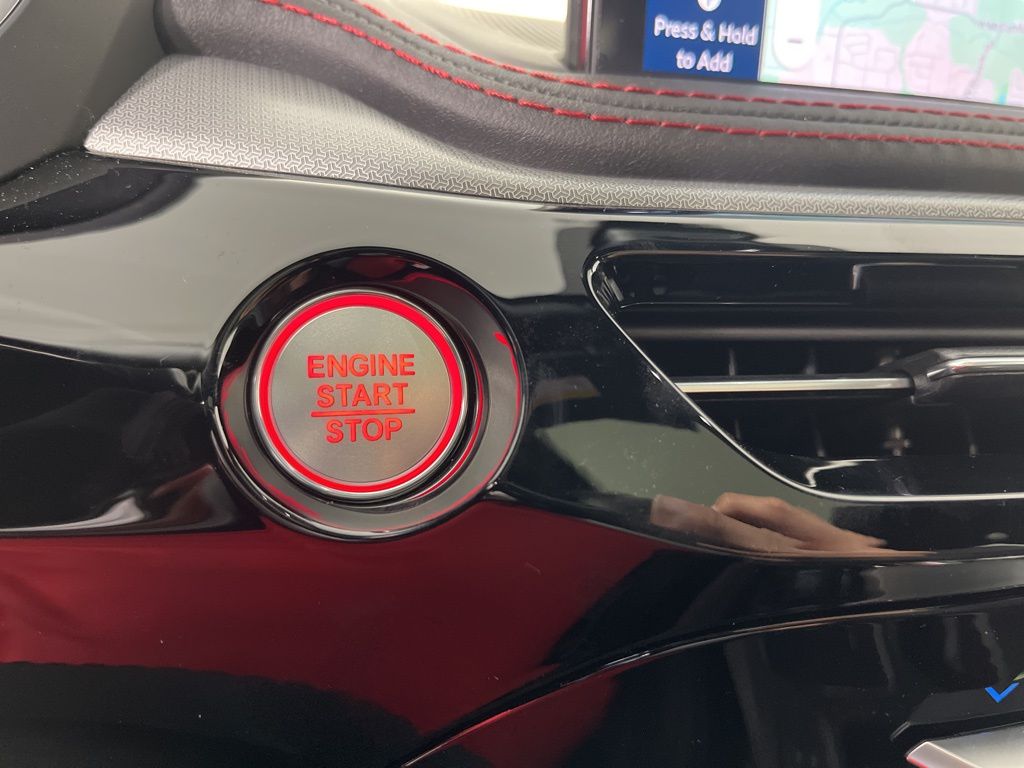 Press & Hold
to Add
ENGINE
START
STOP